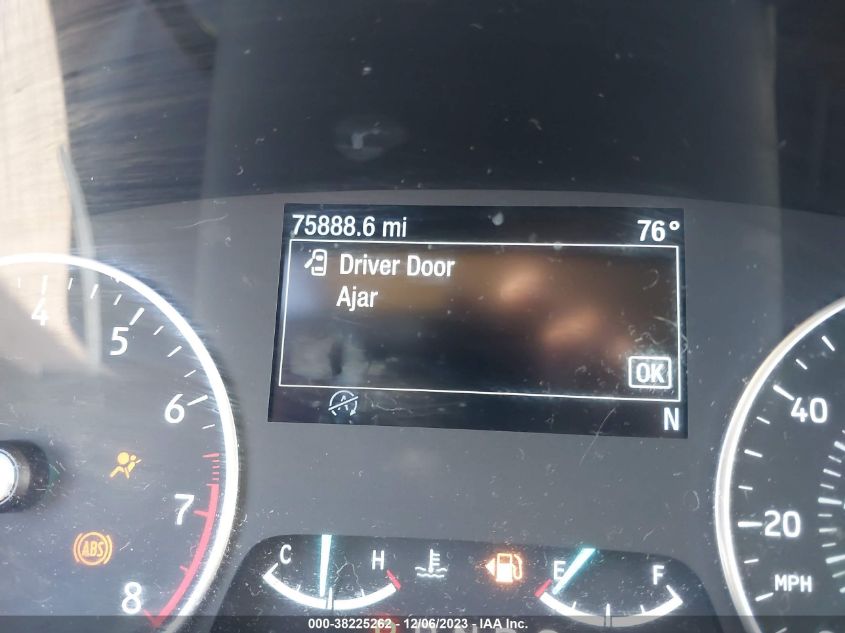 75888.6 mi 76°
Driver Door
Ajar
OK
N
4
5
6
7
8
ABS
C H
E F
40
20
MPH
000-38225262 - 12/06/2023 - IAA Inc.